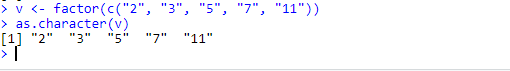 > v <- factor(c("2", "3", "5", "7", "11"))
> as.character(v)
[1] "2"  "3"  "5"  "7"  "11"
>